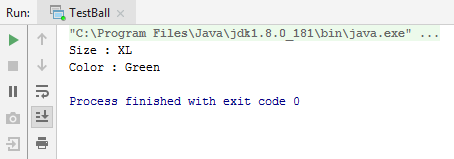 Run: TestBall
"C:\Program Files\Java\jdk1.8.0_181\bin\java.exe" ...
Size : XL
Color : Green
Process finished with exit code 0